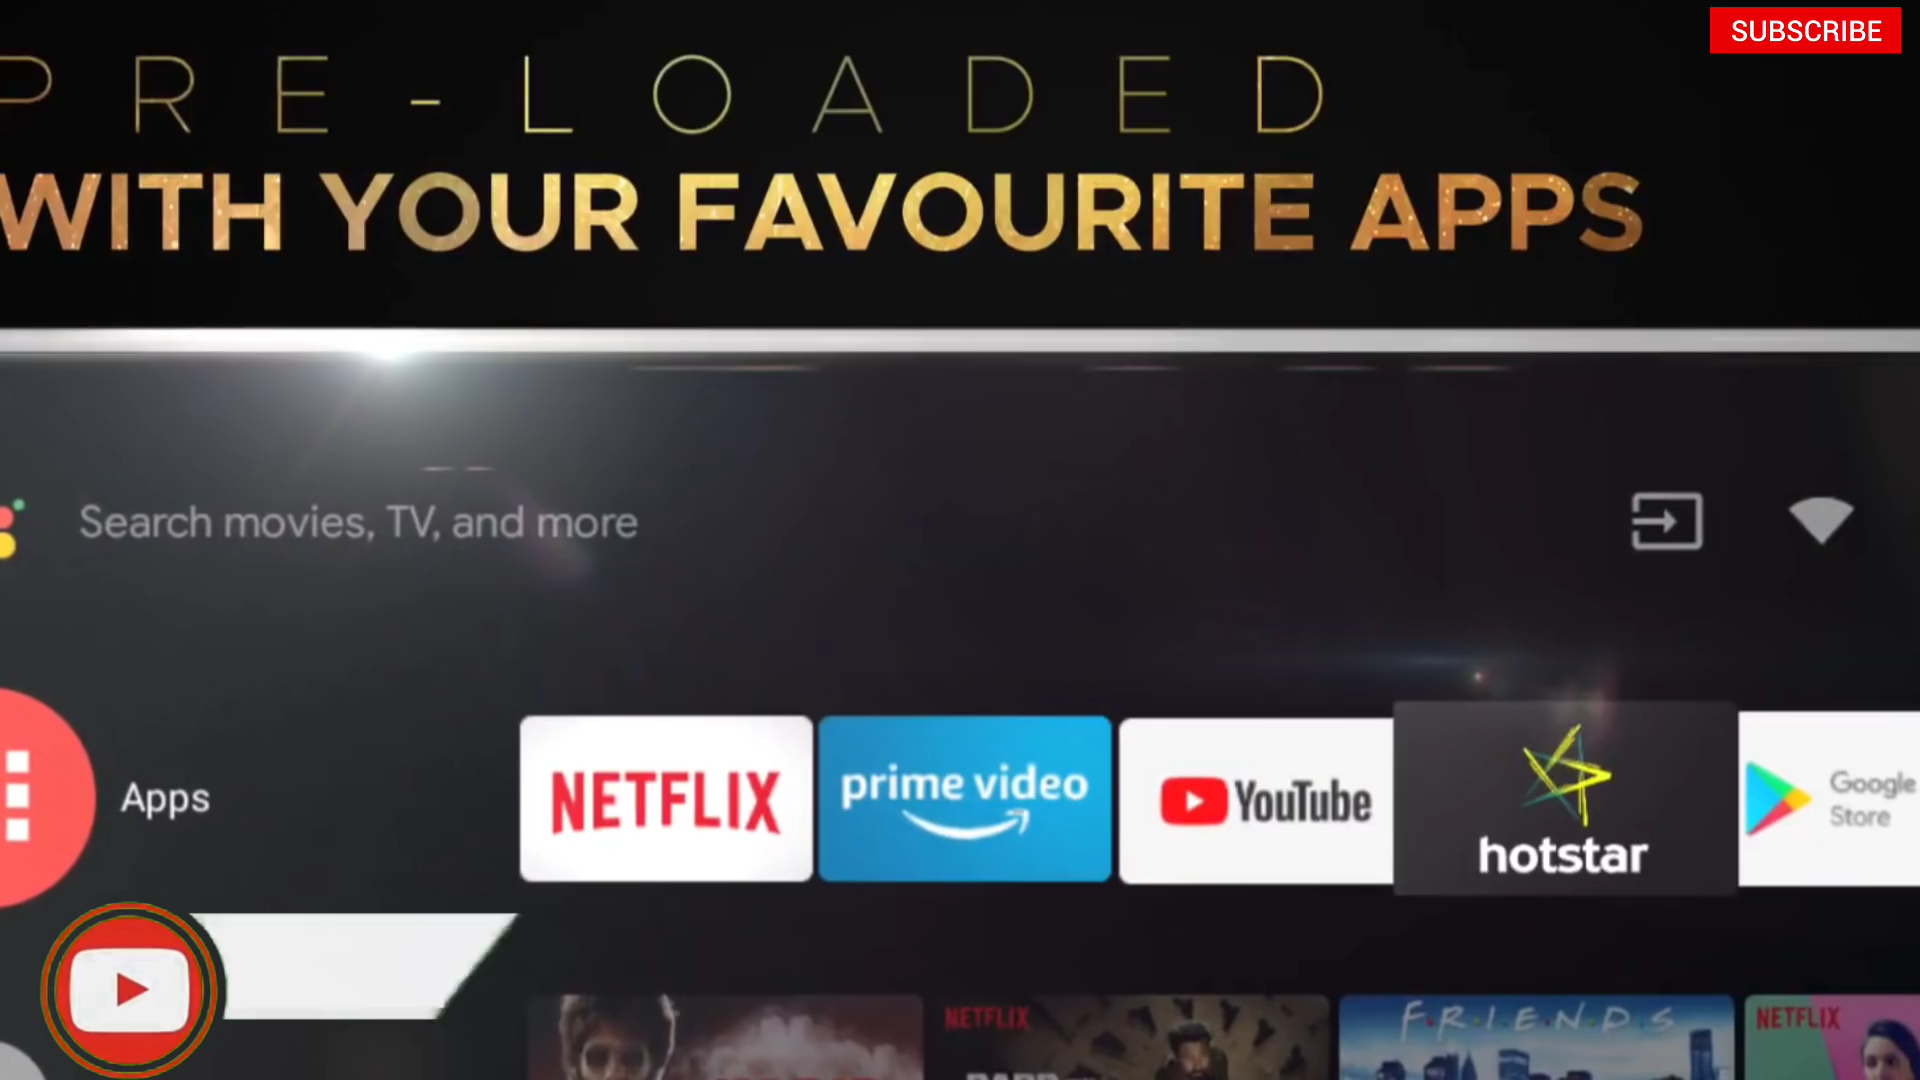 SUBSCRIBE
PRE-LOADED
WITH YOUR FAVOURITE APPS
Search movies, TV, and more
Apps
NETFLIX
prime video
YouTube
hotstar
Google
Store
NETFLIX
FRIENDS
NETFLIX